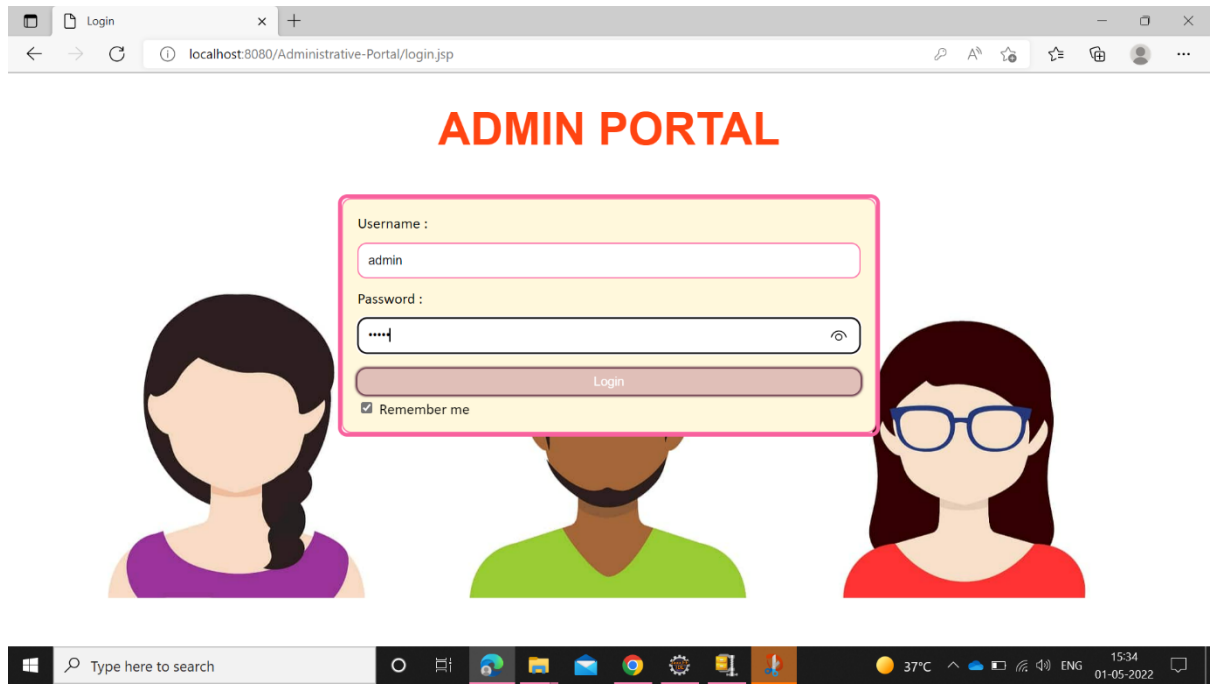 Login
localhost:8080/Administrative-Portal/login.jsp
ADMIN PORTAL
Username :
admin
Password :
•••••
Login
Remember me
Type here to search
37°C ENG 15:34
01-05-2022